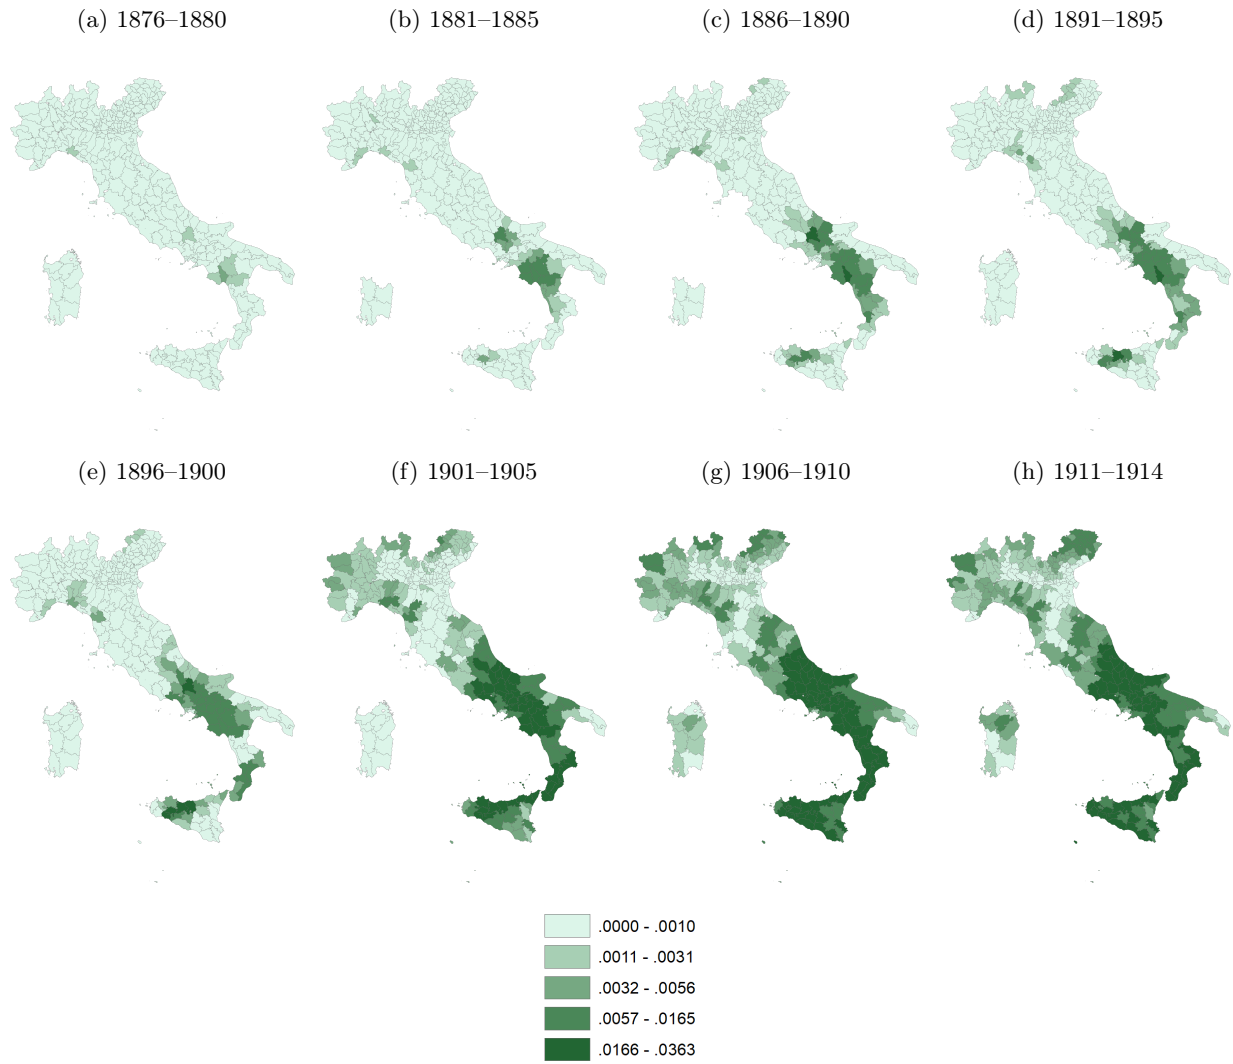 (a) 1876–1880
(b) 1881–1885
(c) 1886–1890
(d) 1891–1895
(e) 1896–1900
(f) 1901–1905
(g) 1906–1910
(h) 1911–1914
.0000 - .0010
.0011 - .0031
.0032 - .0056
.0057 - .0165
.0166 - .0363